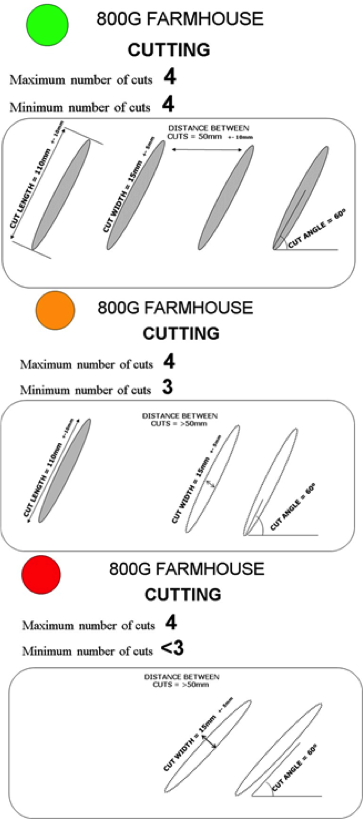 800G FARMHOUSE
CUTTING
Maximum number of cuts 4
Minimum number of cuts 4
DISTANCE BETWEEN
CUTS = 50mm +- 10mm
CUT LENGTH = 110mm +- 10mm
CUT WIDTH = 15mm +- 5mm
CUT ANGLE = 60º
800G FARMHOUSE
CUTTING
Maximum number of cuts 4
Minimum number of cuts 3
DISTANCE BETWEEN
CUTS = >50mm
CUT LENGTH = 110mm +-10mm
CUT WIDTH = 15mm +- 5mm
CUT ANGLE = 60º
800G FARMHOUSE
CUTTING
Maximum number of cuts 4
Minimum number of cuts <3
DISTANCE BETWEEN
CUTS = >50mm
CUT WIDTH = 15mm +- 5mm
CUT ANGLE = 60º